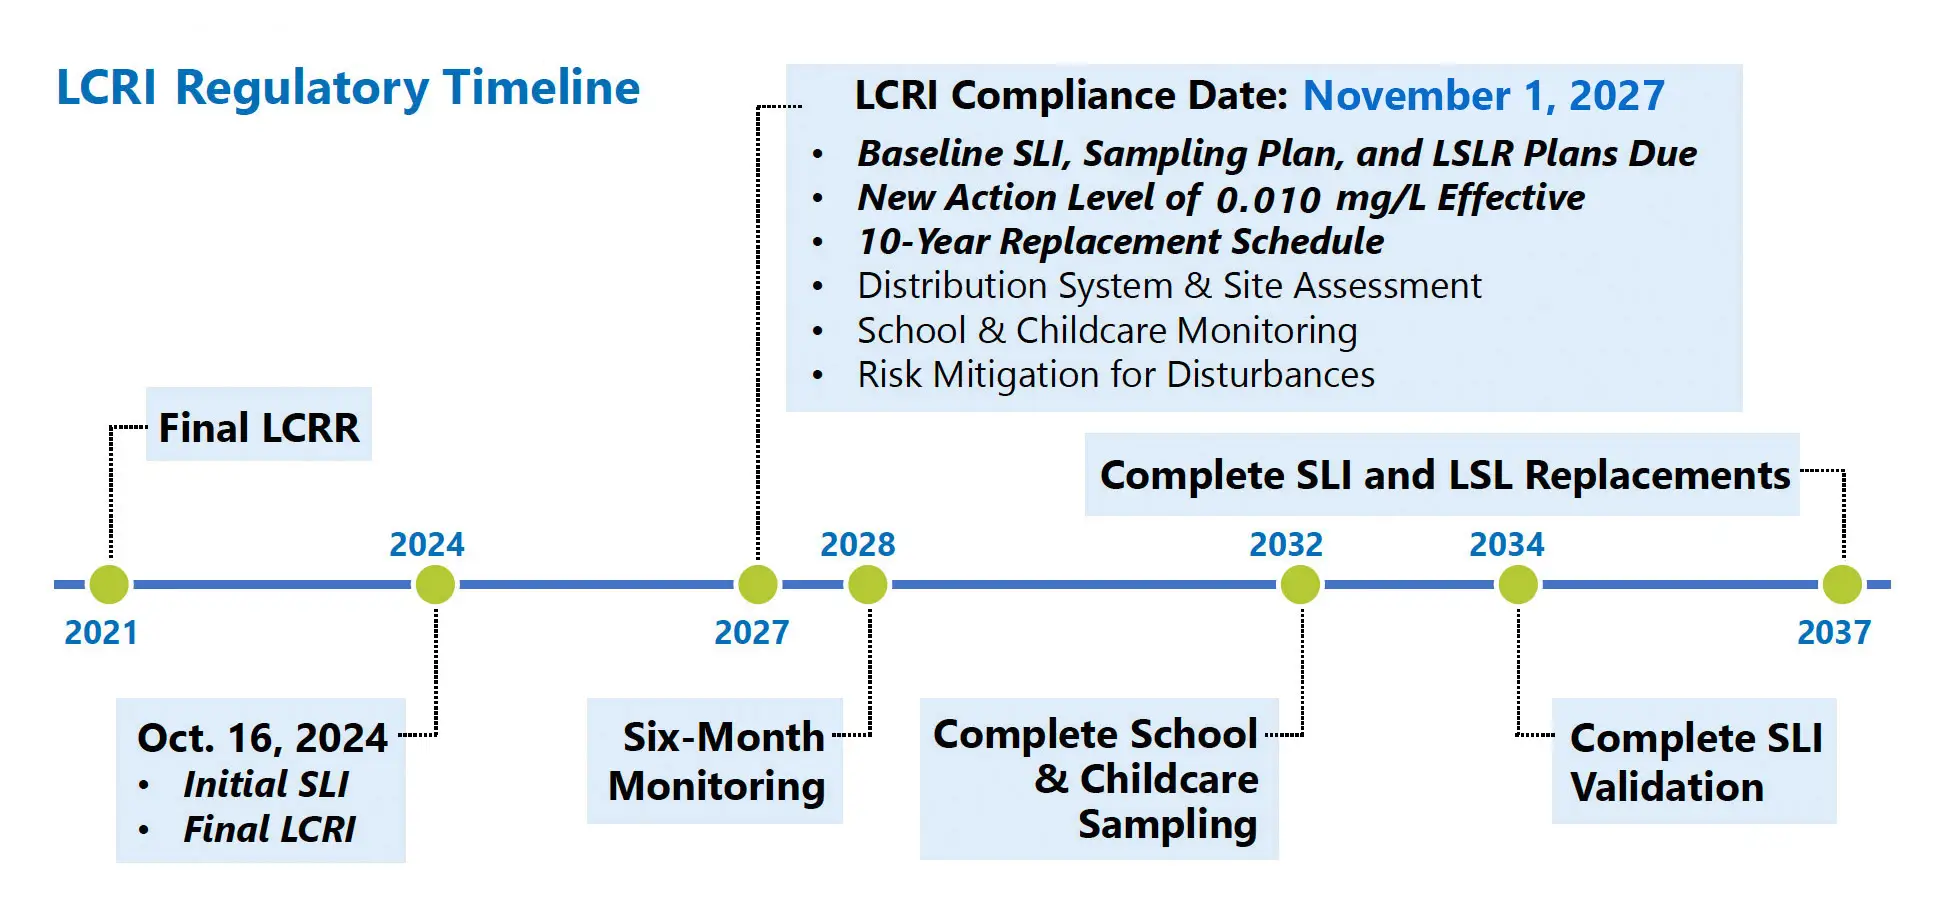 LCRI Regulatory Timeline
LCRI Compliance Date: November 1, 2027
• Baseline SLI, Sampling Plan, and LSLR Plans Due
• New Action Level of 0.010 mg/L Effective
• 10-Year Replacement Schedule
• Distribution System & Site Assessment
• School & Childcare Monitoring
• Risk Mitigation for Disturbances
Final LCRR
Complete SLI and LSL Replacements
2024
2028
2032
2034
2021
2027
2037
Oct. 16, 2024
• Initial SLI
• Final LCRI
Six-Month
Monitoring
Complete School
& Childcare
Sampling
Complete SLI
Validation